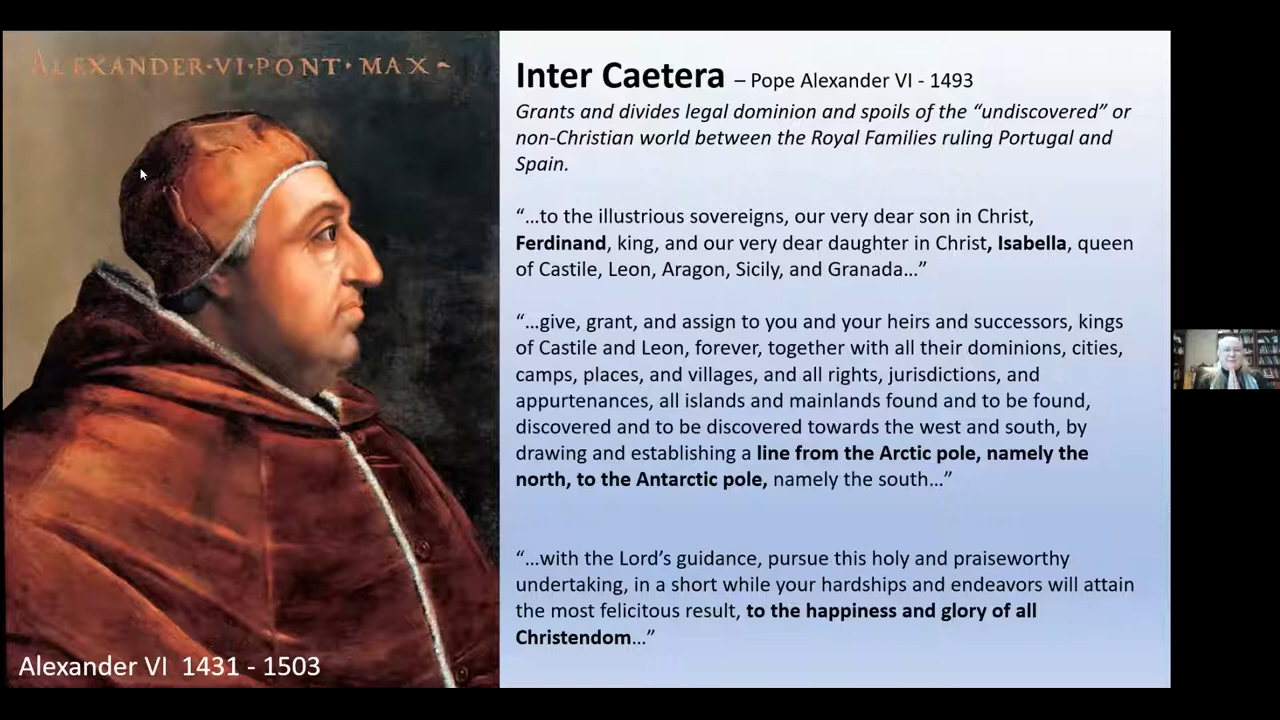 ALEXANDER·VI·PONT·MAX~
Inter Caetera – Pope Alexander VI - 1493
Grants and divides legal dominion and spoils of the “undiscovered” or
non-Christian world between the Royal Families ruling Portugal and
Spain.
“…to the illustrious sovereigns, our very dear son in Christ,
Ferdinand, king, and our very dear daughter in Christ, Isabella, queen
of Castile, Leon, Aragon, Sicily, and Granada…”
“…give, grant, and assign to you and your heirs and successors, kings
of Castile and Leon, forever, together with all their dominions, cities,
camps, places, and villages, and all rights, jurisdictions, and
appurtenances, all islands and mainlands found and to be found,
discovered and to be discovered towards the west and south, by
drawing and establishing a line from the Arctic pole, namely the
north, to the Antarctic pole, namely the south…”
“…with the Lord’s guidance, pursue this holy and praiseworthy
undertaking, in a short while your hardships and endeavors will attain
the most felicitous result, to the happiness and glory of all
Christendom…”
Alexander VI 1431 - 1503